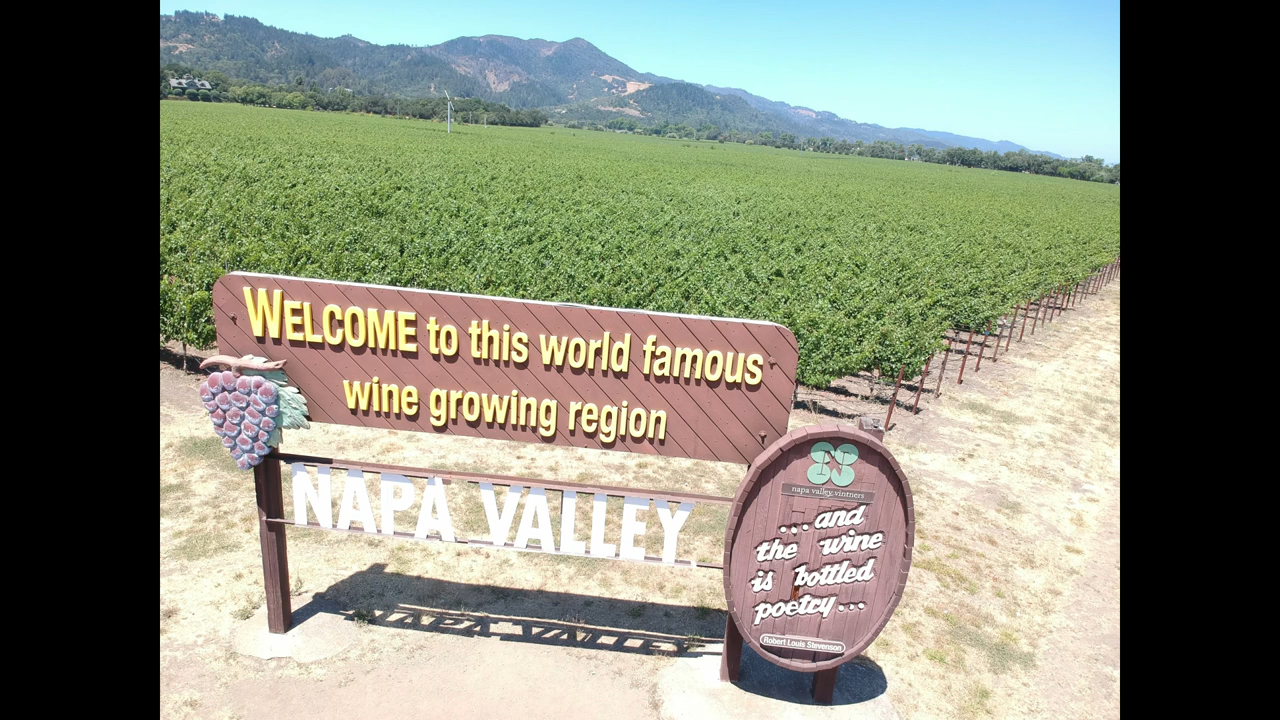 WELCOME to this world famous
wine growing region
NAPA VALLEY
napa valley vintners
...and
the wine
is bottled
poetry...
Robert Louis Stevenson